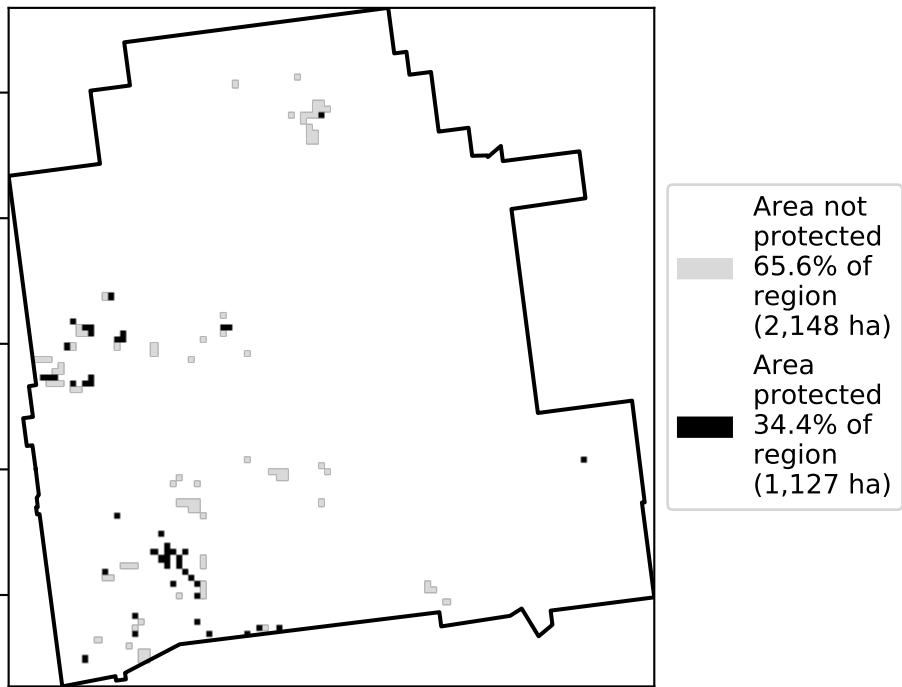 Area not
protected
65.6% of
region
(2,148 ha)
Area
protected
34.4% of
region
(1,127 ha)